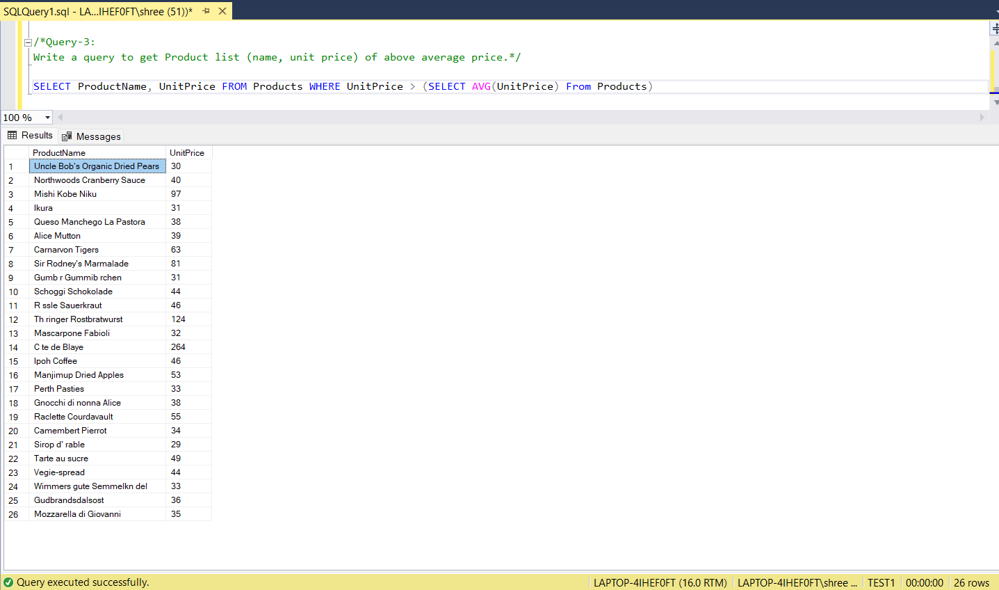 SQLQuery1.sql - LA...IHEF0FT\shree (51))*
/*Query-3:
Write a query to get Product list (name, unit price) of above average price.*/
SELECT ProductName, UnitPrice FROM Products WHERE UnitPrice > (SELECT AVG(UnitPrice) From Products)
100 %
Results Messages
ProductName UnitPrice
1 Uncle Bob's Organic Dried Pears 30
2 Northwoods Cranberry Sauce 40
3 Mishi Kobe Niku 97
4 Ikura 31
5 Queso Manchego La Pastora 38
6 Alice Mutton 39
7 Carnarvon Tigers 63
8 Sir Rodney's Marmalade 81
9 Gumb r Gummib rchen 31
10 Schoggi Schokolade 44
11 R ssle Sauerkraut 46
12 Th ringer Rostbratwurst 124
13 Mascarpone Fabioli 32
14 C te de Blaye 264
15 Ipoh Coffee 46
16 Manjimup Dried Apples 53
17 Perth Pasties 33
18 Gnocchi di nonna Alice 38
19 Raclette Courdavault 55
20 Camembert Pierrot 34
21 Sirop d' rable 29
22 Tarte au sucre 49
23 Vegie-spread 44
24 Wimmers gute Semmelkn del 33
25 Gudbrandsdalsost 36
26 Mozzarella di Giovanni 35
Query executed successfully. LAPTOP-4IHEF0FT (16.0 RTM) LAPTOP-4IHEF0FT\shree ... TEST1 00:00:00 26 rows